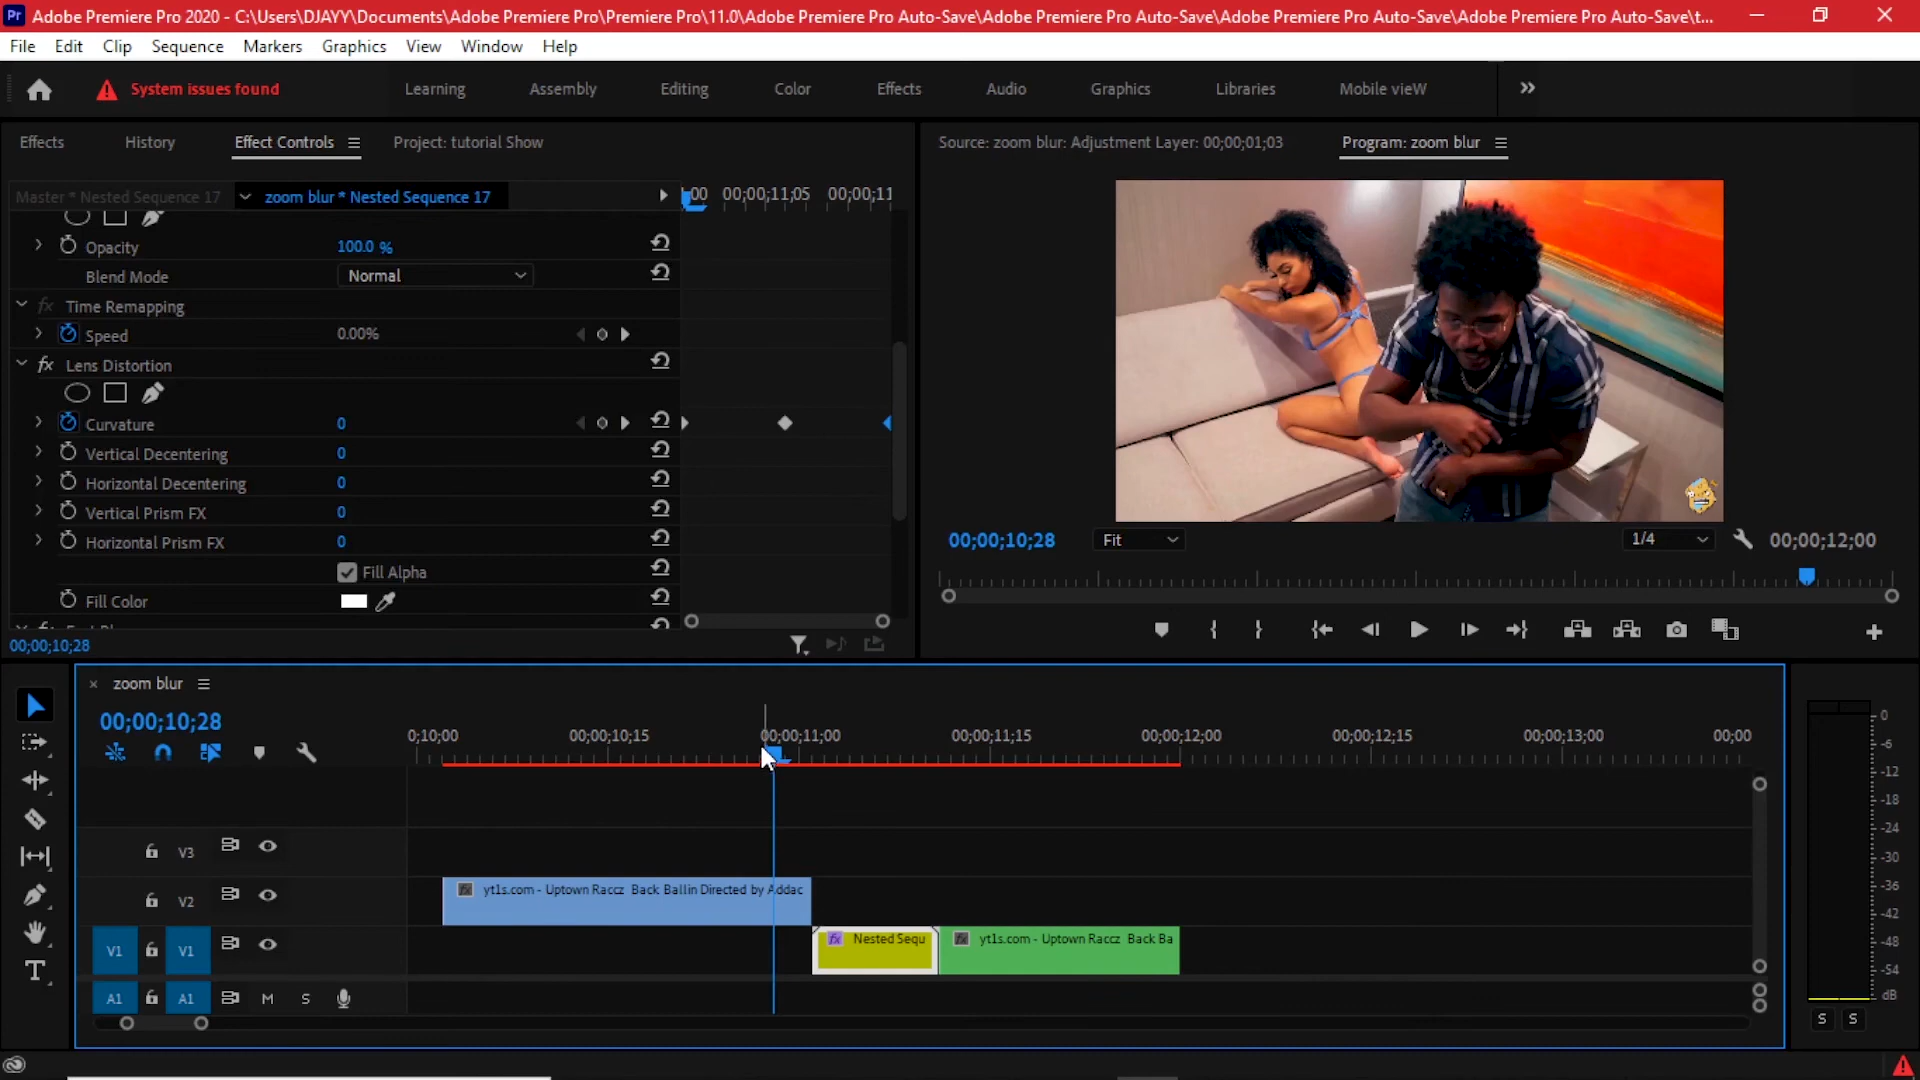 Pr Adobe Premiere Pro 2020 - C:\Users\DJAYY\Documents\Adobe Premiere Pro\Premiere Pro\11.0\Adobe Premiere Pro Auto-Save\Adobe Premiere Pro Auto-Save\Adobe Premiere Pro Auto-Save\Adobe Premiere Pro Auto-Save\t...
File Edit Clip Sequence Markers Graphics View Window Help
System issues found Learning Assembly Editing Color Effects Audio Graphics Libraries Mobile vieW
Effects History Effect Controls Project: tutorial Show
Source: zoom blur: Adjustment Layer: 00;00;01;03 Program: zoom blur
Master * Nested Sequence 17 zoom blur * Nested Sequence 17 00;00;11;05
Opacity 100.0 %
Blend Mode Normal
fx Time Remapping
Speed 0.00%
fx Lens Distortion
Curvature 0
Vertical Decentering 0
Horizontal Decentering 0
Vertical Prism FX 0
Horizontal Prism FX 0
Fill Alpha
Fill Color
00;00;10;28
00;00;10;28 Fit 1/4 00;00;12;00
zoom blur
00;00;10;28
0;10;00 00;00;10;15 00;00;11;00 00;00;11;15 00;00;12;00 00;00;12;15 00;00;13;00 00;00
V3
V2 fx yt1s.com - Uptown Raccz Back Ballin Directed by Addac
V1 V1 fx Nested Sequ fx yt1s.com - Uptown Raccz Back Ba
A1 A1 M S
0
-6
-12
-18
-24
-30
-36
-42
-48
-54
dB
S S